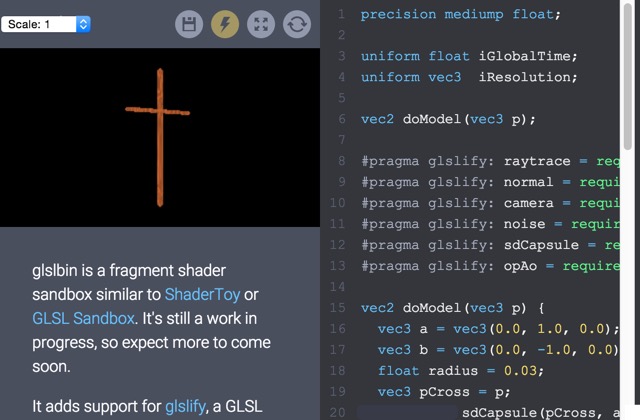 Scale: 1
glslbin is a fragment shader
sandbox similar to ShaderToy or
GLSL Sandbox. It's still a work in
progress, so expect more to come
soon.
It adds support for glslify, a GLSL
1 precision mediump float;
2
3 uniform float iGlobalTime;
4 uniform vec3  iResolution;
5
6 vec2 doModel(vec3 p);
7
8 #pragma glslify: raytrace = req
9 #pragma glslify: normal = requi
10 #pragma glslify: camera = requi
11 #pragma glslify: noise = requir
12 #pragma glslify: sdCapsule = re
13 #pragma glslify: opAo = require
14
15 vec2 doModel(vec3 p) {
16   vec3 a = vec3(0.0, 1.0, 0.0);
17   vec3 b = vec3(0.0, -1.0, 0.0)
18   float radius = 0.03;
19   vec3 pCross = p;
20 sdCapsule(pCross, a